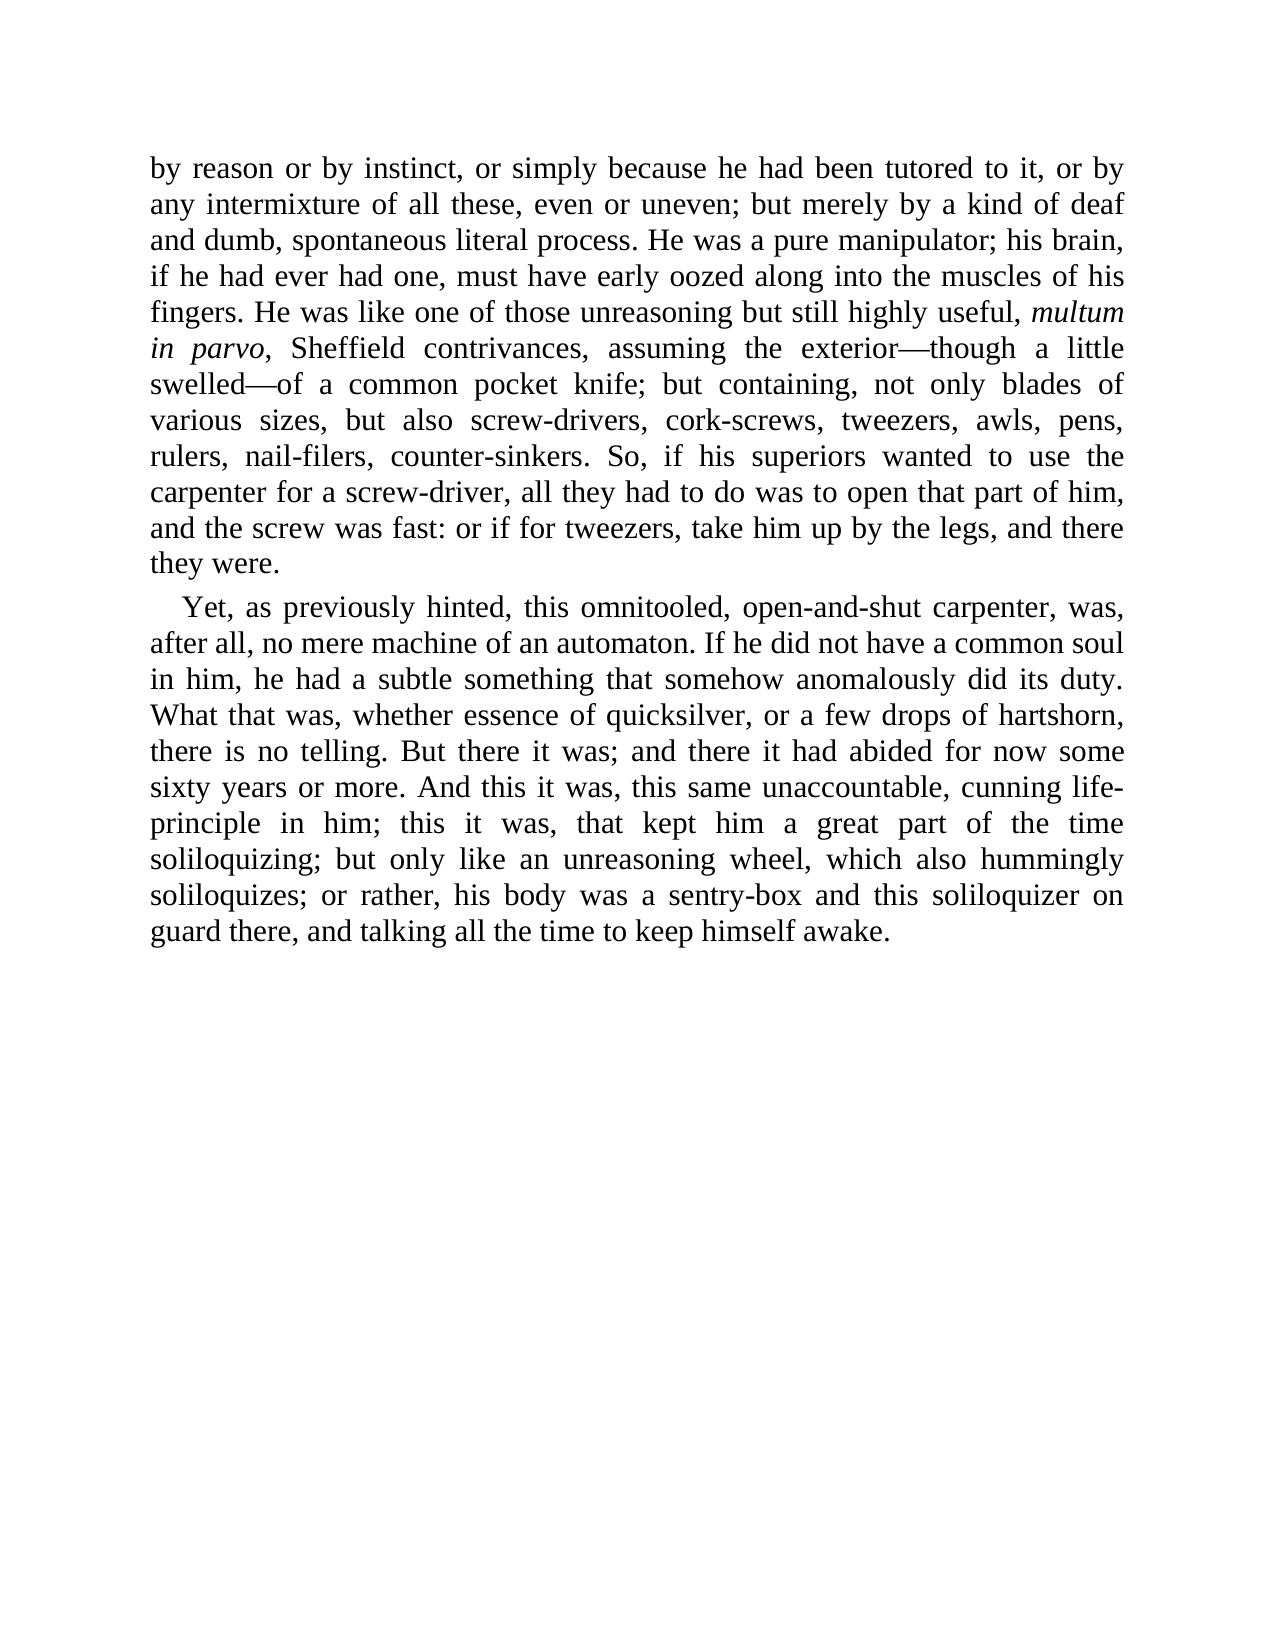 by reason or by instinct, or simply because he had been tutored to it, or by
any intermixture of all these, even or uneven; but merely by a kind of deaf
and dumb, spontaneous literal process. He was a pure manipulator; his brain,
if he had ever had one, must have early oozed along into the muscles of his
fingers. He was like one of those unreasoning but still highly useful, multum
in parvo, Sheffield contrivances, assuming the exterior—though a little
swelled—of a common pocket knife; but containing, not only blades of
various sizes, but also screw-drivers, cork-screws, tweezers, awls, pens,
rulers, nail-filers, counter-sinkers. So, if his superiors wanted to use the
carpenter for a screw-driver, all they had to do was to open that part of him,
and the screw was fast: or if for tweezers, take him up by the legs, and there
they were.
Yet, as previously hinted, this omnitooled, open-and-shut carpenter, was,
after all, no mere machine of an automaton. If he did not have a common soul
in him, he had a subtle something that somehow anomalously did its duty.
What that was, whether essence of quicksilver, or a few drops of hartshorn,
there is no telling. But there it was; and there it had abided for now some
sixty years or more. And this it was, this same unaccountable, cunning life-
principle in him; this it was, that kept him a great part of the time
soliloquizing; but only like an unreasoning wheel, which also hummingly
soliloquizes; or rather, his body was a sentry-box and this soliloquizer on
guard there, and talking all the time to keep himself awake.